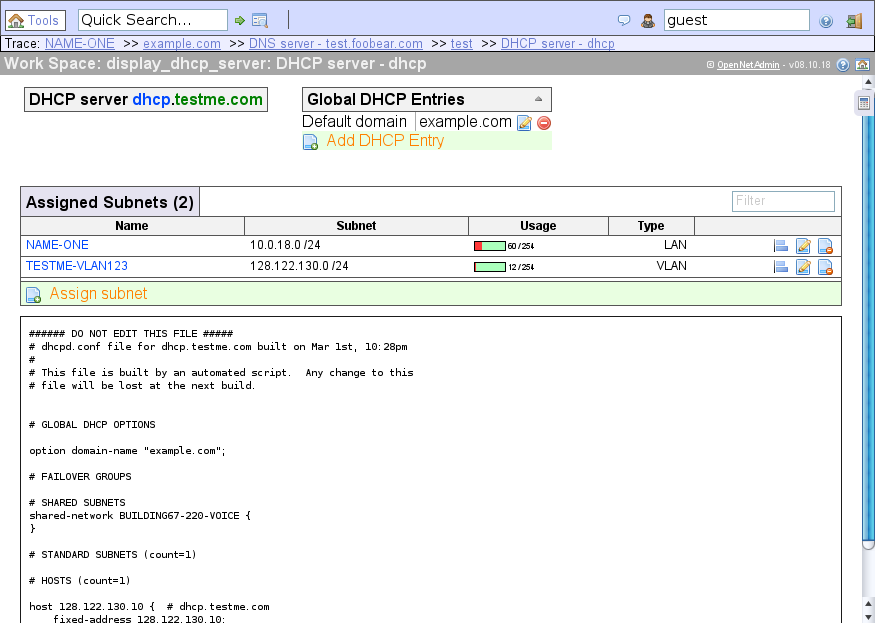 Tools Quick Search... guest
Trace: NAME-ONE >> example.com >> DNS server - test.foobear.com >> test >> DHCP server - dhcp
Work Space: display_dhcp_server: DHCP server - dhcp OpenNetAdmin - v08.10.18
DHCP server dhcp.testme.com
Global DHCP Entries
Default domain example.com
Add DHCP Entry
Assigned Subnets (2) Filter
Name Subnet Usage Type
NAME-ONE 10.0.18.0 /24 60 / 254 LAN
TESTME-VLAN123 128.122.130.0 /24 12 / 254 VLAN
Assign subnet
###### DO NOT EDIT THIS FILE #####
# dhcpd.conf file for dhcp.testme.com built on Mar 1st, 10:28pm
#
# This file is built by an automated script.  Any change to this
# file will be lost at the next build.
# GLOBAL DHCP OPTIONS
option domain-name "example.com";
# FAILOVER GROUPS
# SHARED SUBNETS
shared-network BUILDING67-220-VOICE {
}
# STANDARD SUBNETS (count=1)
# HOSTS (count=1)
host 128.122.130.10 {  # dhcp.testme.com
fixed-address 128.122.130.10;